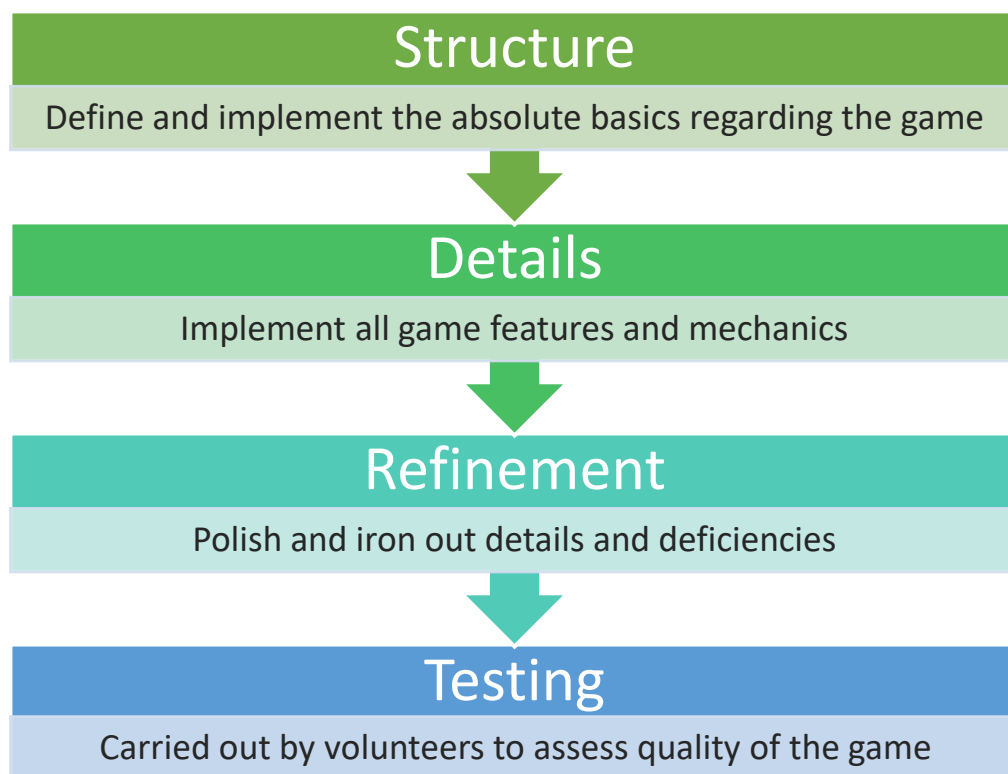 Structure
Define and implement the absolute basics regarding the game
Details
Implement all game features and mechanics
Refinement
Polish and iron out details and deficiencies
Testing
Carried out by volunteers to assess quality of the game